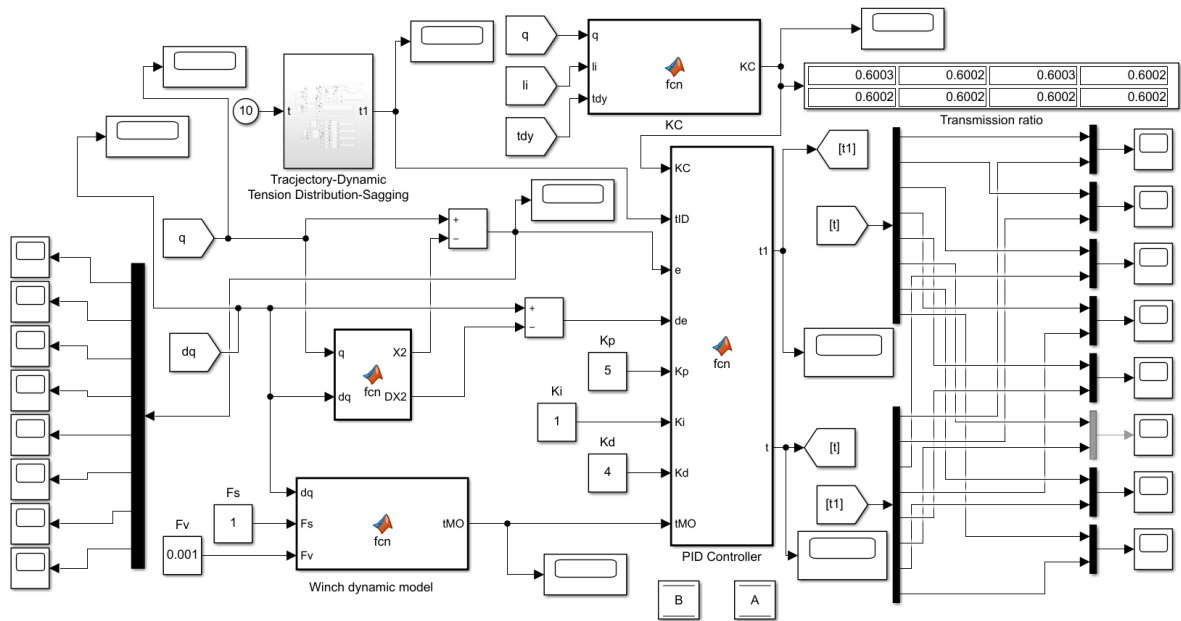 q
q
li
li
fcn
KC
tdy
tdy
0.6003 0.6002 0.6003 0.6002
0.6002 0.6002 0.6002 0.6002
Transmission ratio
10
t
t1
Tracjectory-Dynamic
Tension Distribution-Sagging
KC
KC
tID
e
de
Kp
Ki
Kd
tMO
t1
t
fcn
PID Controller
[t1]
[t]
[t]
[t1]
q
+
−
+
−
dq
q
dq
X2
DX2
fcn
Kp
5
Ki
1
Kd
4
Fs
1
Fv
0.001
dq
Fs
Fv
tMO
fcn
Winch dynamic model
B
A